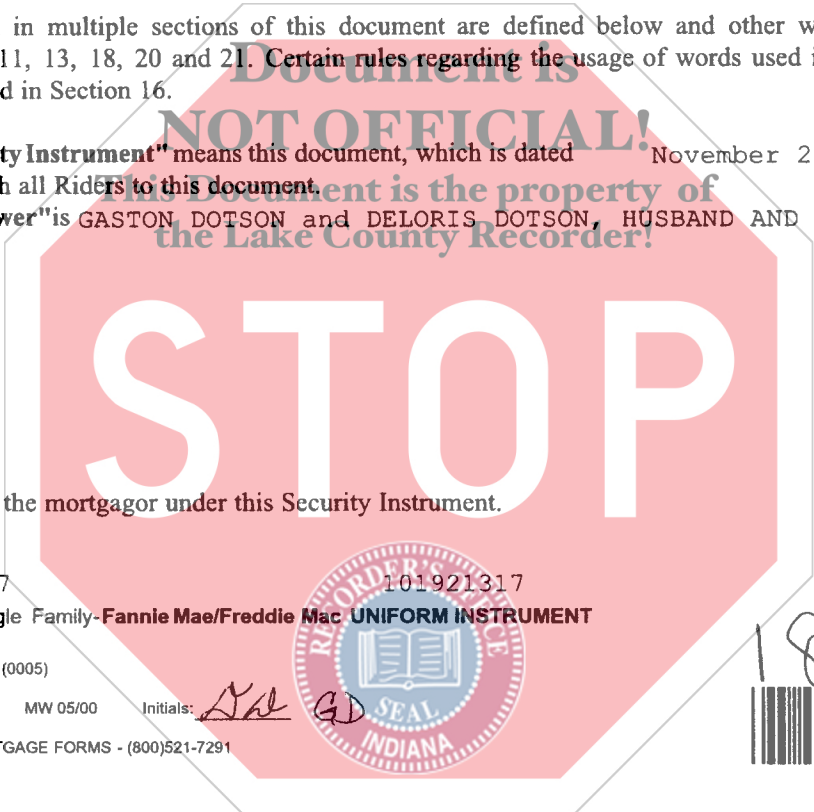 in multiple sections of this document are defined below and other w
11, 13, 18, 20 and 21. Certain rules regarding the usage of words used i
d in Section 16.
Document is
NOT OFFICIAL!
This Document is the property of
the Lake County Recorder!
ty Instrument" means this document, which is dated November 2
h all Riders to this document.
wer" is GASTON DOTSON and DELORIS DOTSON, HUSBAND AND
STOP
the mortgagor under this Security Instrument.
7 101921317
gle Family-Fannie Mae/Freddie Mac UNIFORM INSTRUMENT
(0005)
MW 05/00 Initials: GD
TGAGE FORMS - (800)521-7291
RECORDER'S OFFICE
SEAL
INDIANA
18